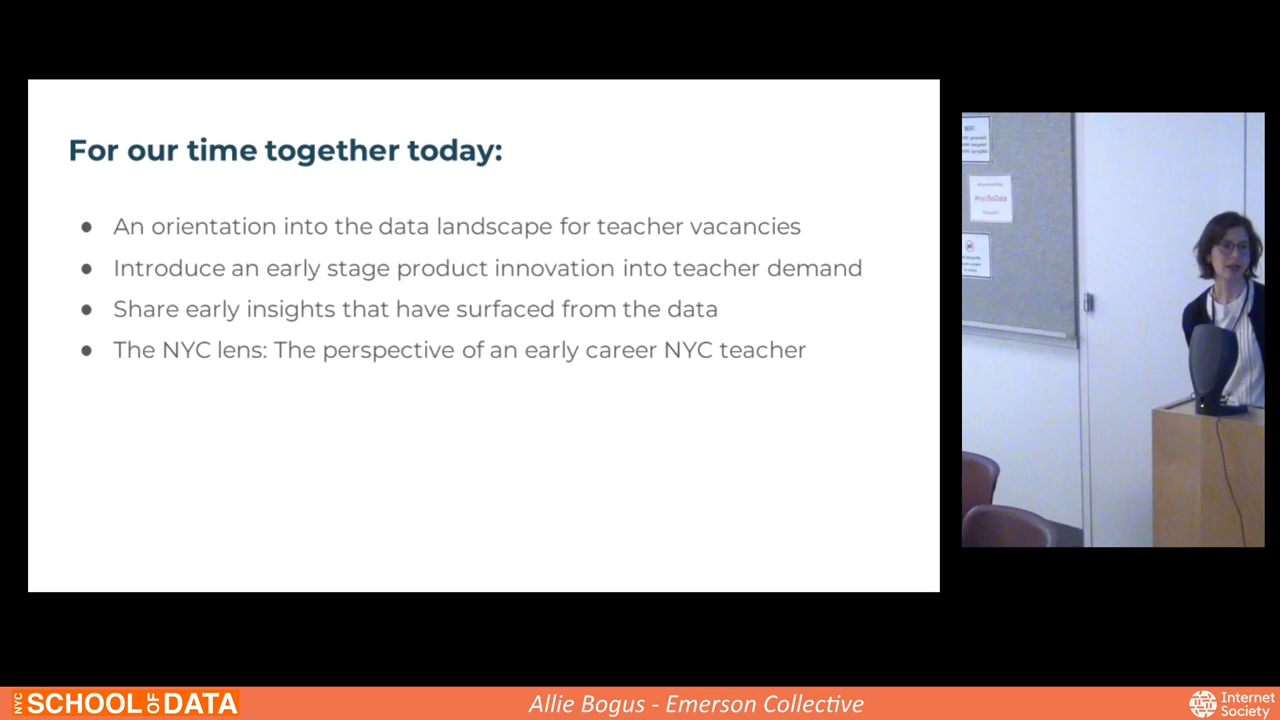 For our time together today:
● An orientation into the data landscape for teacher vacancies
● Introduce an early stage product innovation into teacher demand
● Share early insights that have surfaced from the data
● The NYC lens: The perspective of an early career NYC teacher
WiFi
#nycSoData
NYC SCHOOL OF DATA
Allie Bogus - Emerson Collective
Internet
Society